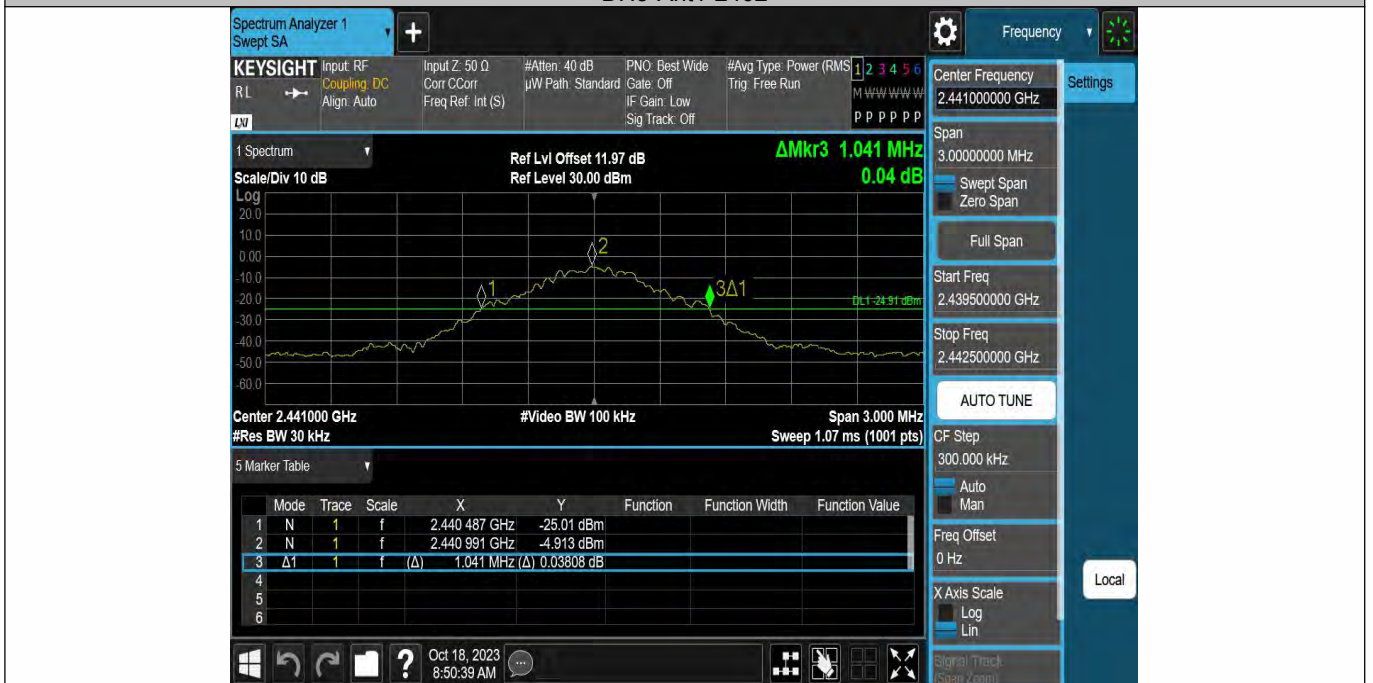 Spectrum Analyzer 1
Swept SA
+
Frequency
KEYSIGHT
RL
LXI
Input: RF
Coupling: DC
Align: Auto
Input Z: 50 Ω
Corr CCorr
Freq Ref: Int (S)
#Atten: 40 dB
µW Path: Standard
PNO: Best Wide
Gate: Off
IF Gain: Low
Sig Track: Off
#Avg Type: Power (RMS
Trig: Free Run
1 2 3 4 5 6
M W W W W W
P P P P P P
Center Frequency
2.441000000 GHz
Settings
Span
3.00000000 MHz
Swept Span
Zero Span
Full Span
Start Freq
2.439500000 GHz
Stop Freq
2.442500000 GHz
AUTO TUNE
CF Step
300.000 kHz
Auto
Man
Freq Offset
0 Hz
X Axis Scale
Log
Lin
Signal Track
(Span Zoom)
Local
1 Spectrum
Scale/Div 10 dB
Log
Ref Lvl Offset 11.97 dB
Ref Level 30.00 dBm
ΔMkr3 1.041 MHz
0.04 dB
20.0
10.0
0.00
-10.0
-20.0
-30.0
-40.0
-50.0
-60.0
1
2
3Δ1
DL1 -24.91 dBm
Center 2.441000 GHz
#Res BW 30 kHz
#Video BW 100 kHz
Span 3.000 MHz
Sweep 1.07 ms (1001 pts)
5 Marker Table
Mode Trace Scale X Y Function Function Width Function Value
1 N 1 f 2.440 487 GHz -25.01 dBm
2 N 1 f 2.440 991 GHz -4.913 dBm
3 Δ1 1 f (Δ) 1.041 MHz (Δ) 0.03808 dB
4
5
6
?
Oct 18, 2023
8:50:39 AM